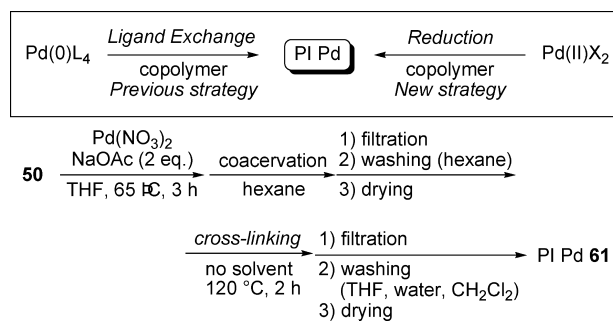 Pd(0)L4 Ligand Exchange PI Pd Reduction Pd(II)X2
copolymer copolymer
Previous strategy New strategy
Pd(NO3)2
NaOAc (2 eq.)
50
THF, 65 °C, 3 h
coacervation
hexane
1) filtration
2) washing (hexane)
3) drying
cross-linking
no solvent
120 °C, 2 h
1) filtration
2) washing
(THF, water, CH2Cl2)
3) drying
PI Pd 61